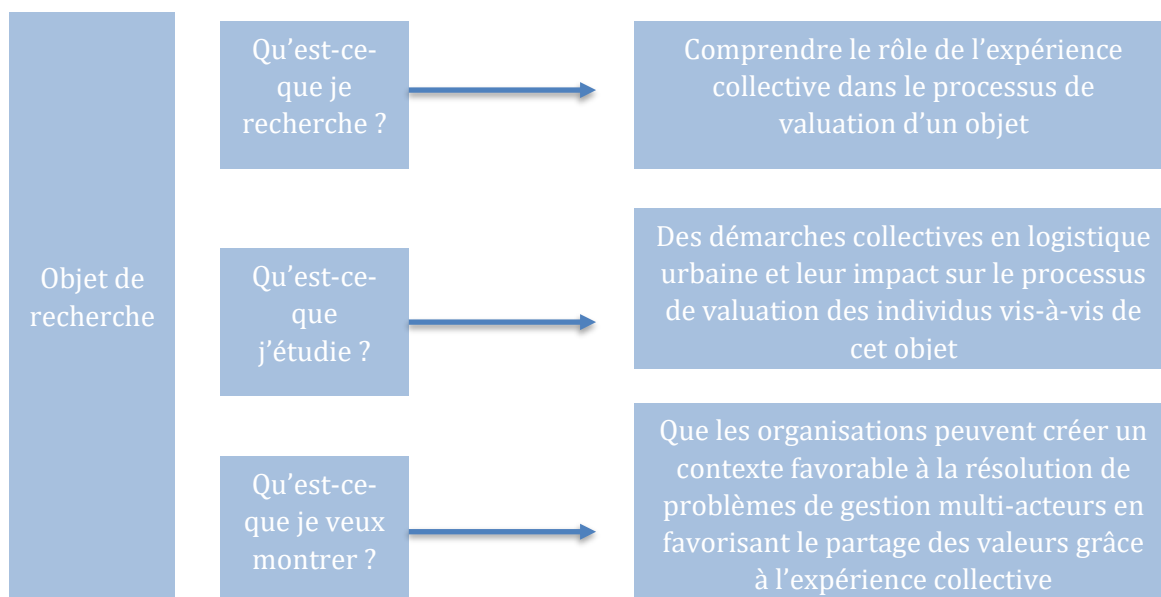 Objet de
recherche
Qu’est-ce-
que je
recherche ?
Comprendre le rôle de l’expérience
collective dans le processus de
valuation d’un objet
Qu’est-ce-
que
j’étudie ?
Des démarches collectives en logistique
urbaine et leur impact sur le processus
de valuation des individus vis-à-vis de
cet objet
Qu’est-ce-
que je veux
montrer ?
Que les organisations peuvent créer un
contexte favorable à la résolution de
problèmes de gestion multi-acteurs en
favorisant le partage des valeurs grâce
à l’expérience collective